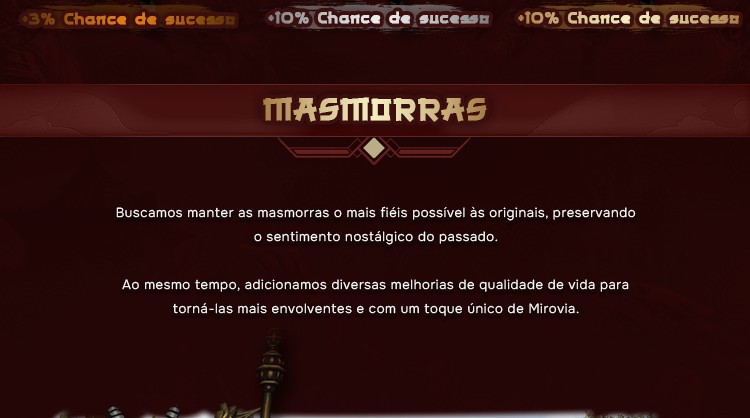 +3% Chance de sucesso
+10% Chance de sucesso
+10% Chance de sucesso
MASMORRAS
Buscamos manter as masmorras o mais fiéis possível às originais, preservando
o sentimento nostálgico do passado.
Ao mesmo tempo, adicionamos diversas melhorias de qualidade de vida para
torná-las mais envolventes e com um toque único de Mirovia.